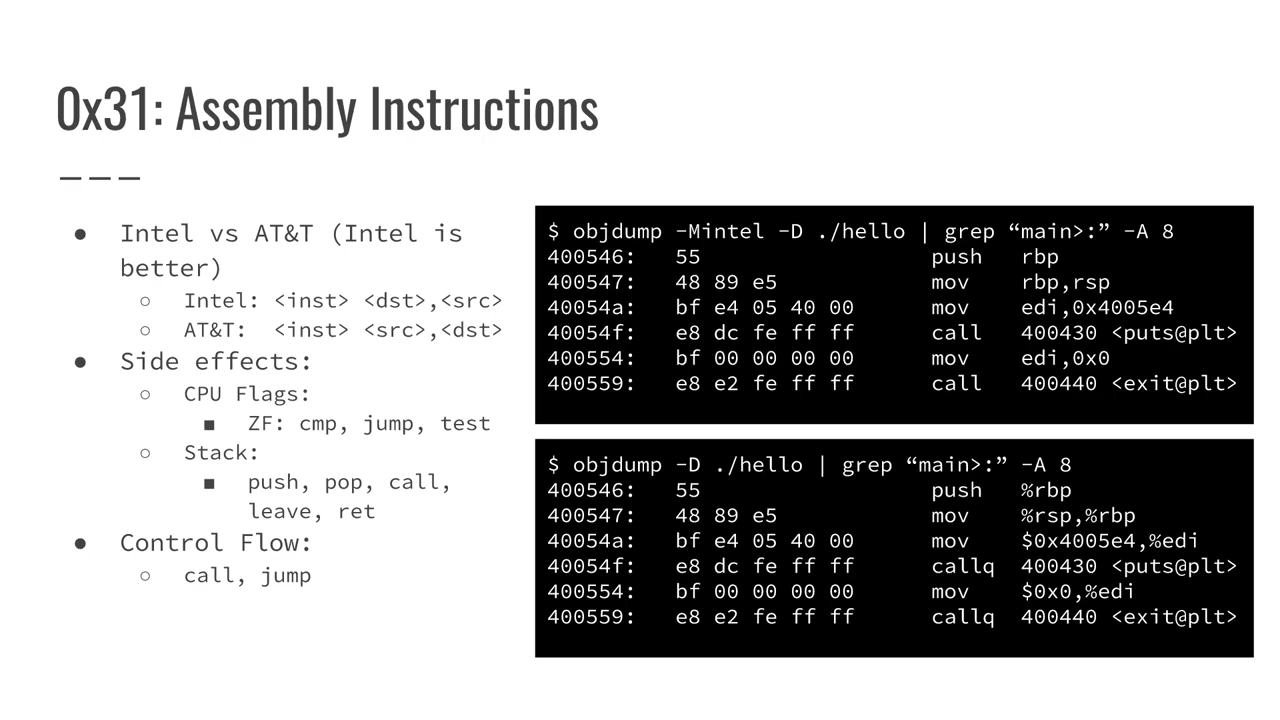 0x31: Assembly Instructions
● Intel vs AT&T (Intel is
better)
○ Intel: <inst> <dst>,<src>
○ AT&T: <inst> <src>,<dst>
● Side effects:
○ CPU Flags:
■ ZF: cmp, jump, test
○ Stack:
■ push, pop, call,
leave, ret
● Control Flow:
○ call, jump
$ objdump -Mintel -D ./hello | grep “main>:” -A 8
400546: 55 push rbp
400547: 48 89 e5 mov rbp,rsp
40054a: bf e4 05 40 00 mov edi,0x4005e4
40054f: e8 dc fe ff ff call 400430 <puts@plt>
400554: bf 00 00 00 00 mov edi,0x0
400559: e8 e2 fe ff ff call 400440 <exit@plt>
$ objdump -D ./hello | grep “main>:” -A 8
400546: 55 push %rbp
400547: 48 89 e5 mov %rsp,%rbp
40054a: bf e4 05 40 00 mov $0x4005e4,%edi
40054f: e8 dc fe ff ff callq 400430 <puts@plt>
400554: bf 00 00 00 00 mov $0x0,%edi
400559: e8 e2 fe ff ff callq 400440 <exit@plt>